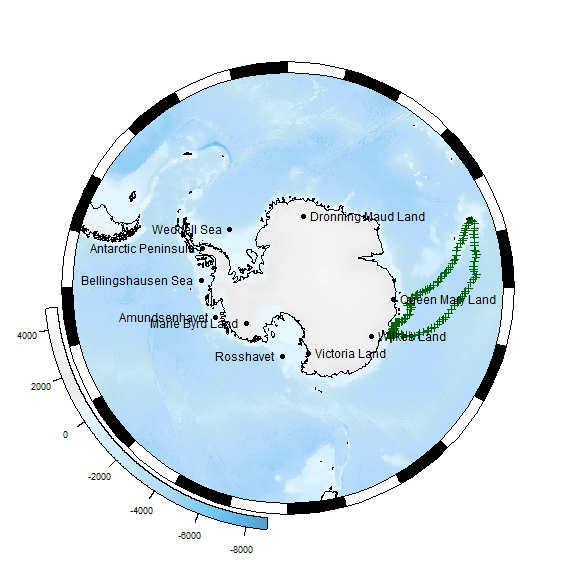 Dronning Maud Land
Weddell Sea
Antarctic Peninsula
Bellingshausen Sea
Queen Mary Land
Amundsenhavet
Marie Byrd Land
Wilkes Land
Rosshavet
Victoria Land
4000
2000
0
-2000
-4000
-6000
-8000